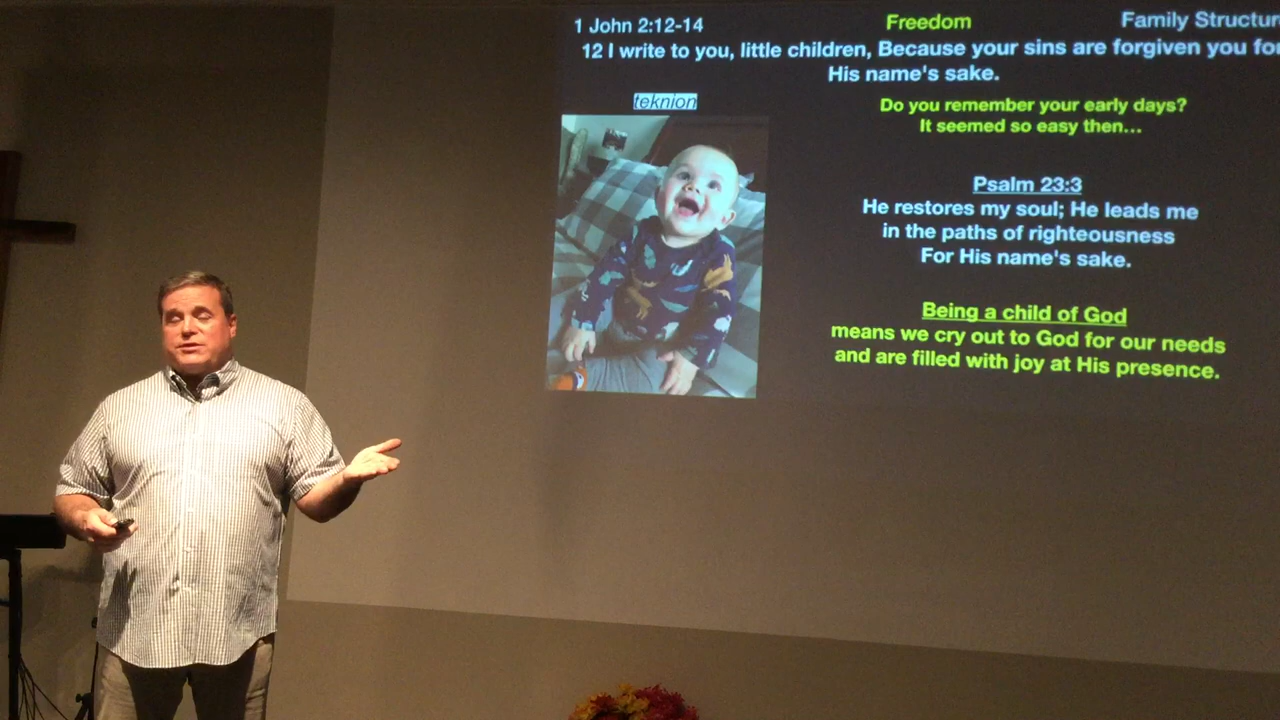 1 John 2:12-14 Freedom Family Structur
12 I write to you, little children, Because your sins are forgiven you for
His name's sake.
teknion
Do you remember your early days?
It seemed so easy then...
Psalm 23:3
He restores my soul; He leads me
in the paths of righteousness
For His name's sake.
Being a child of God
means we cry out to God for our needs
and are filled with joy at His presence.